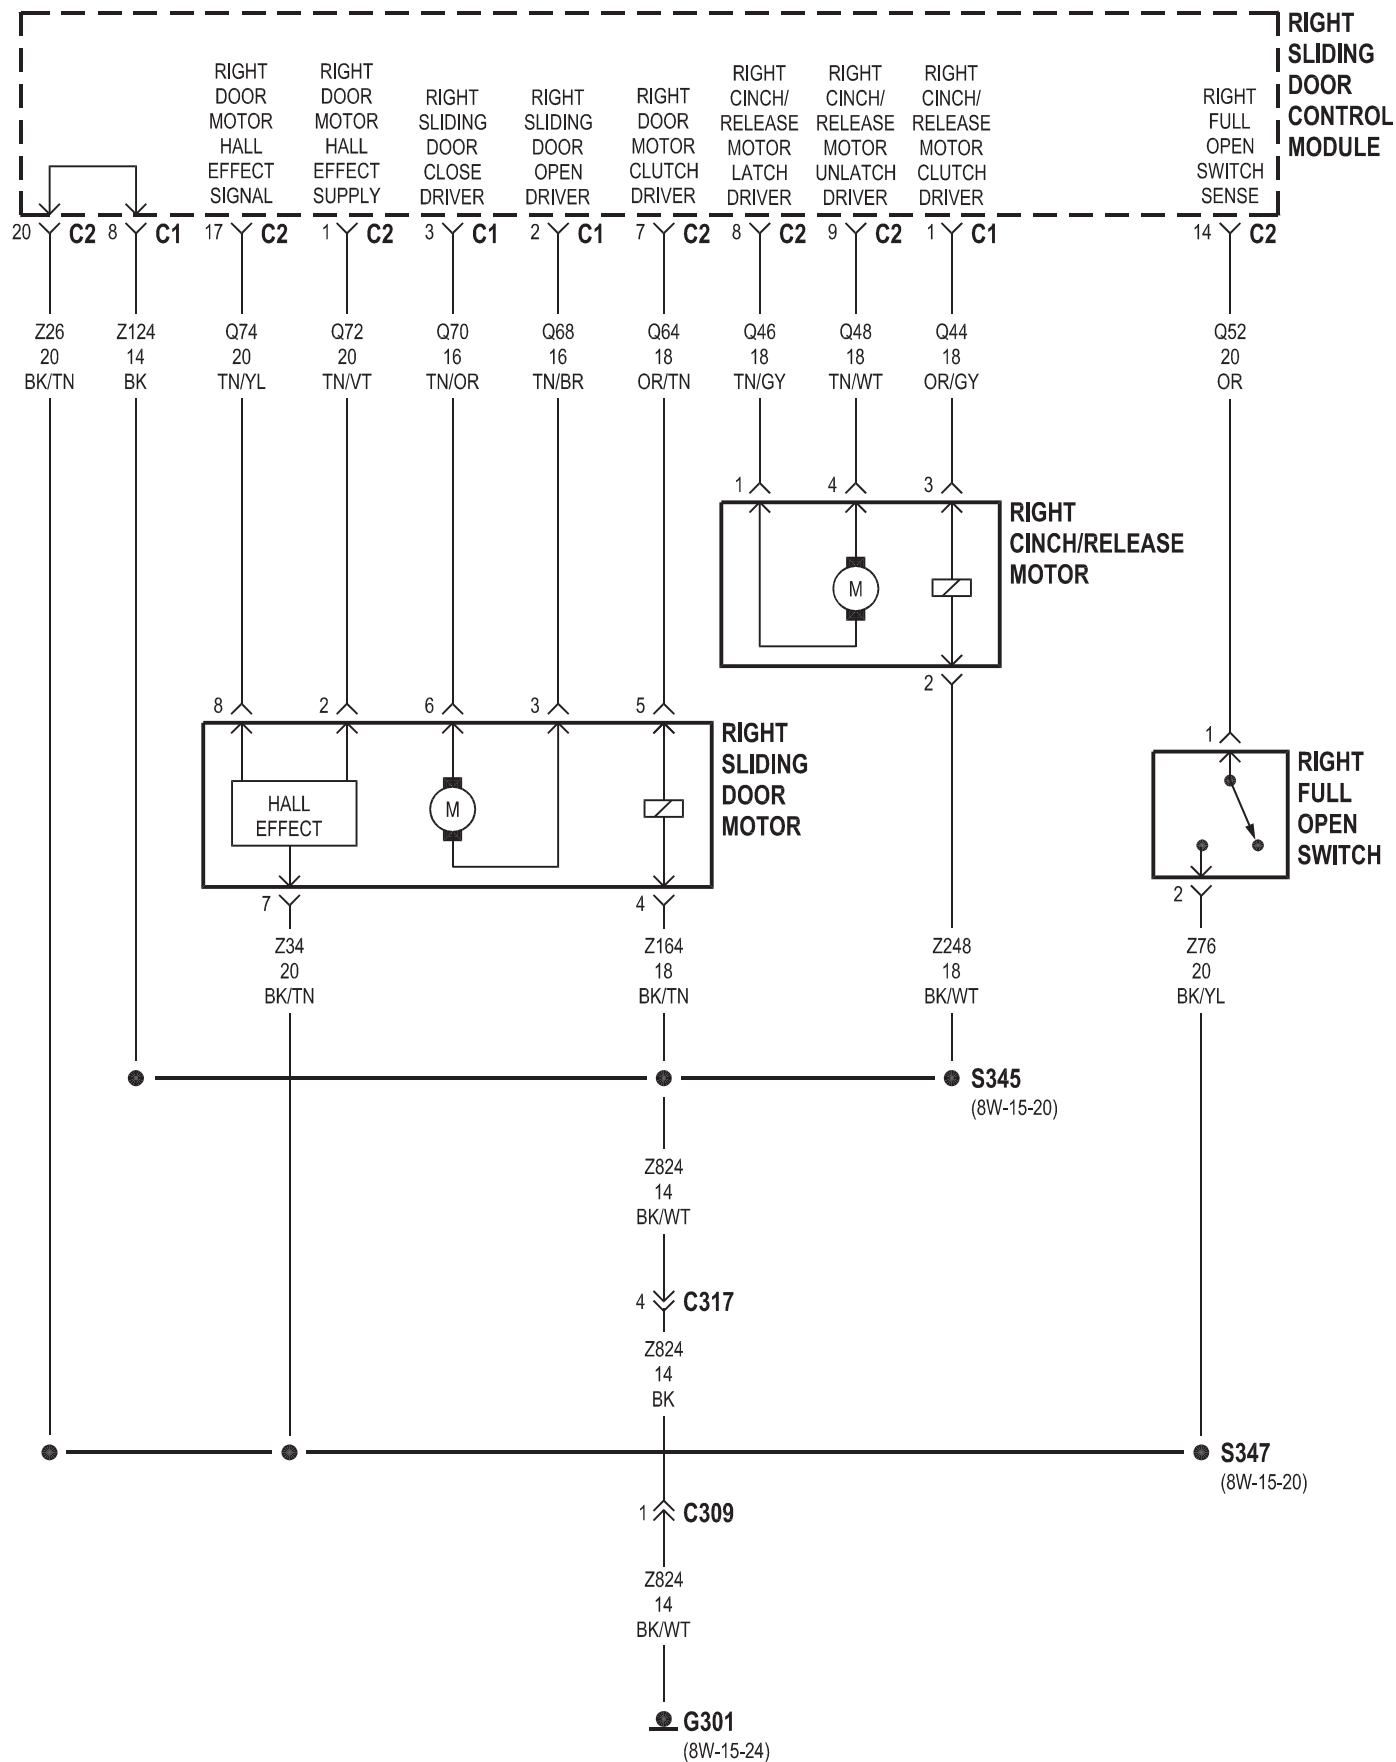 RIGHT
SLIDING
DOOR
CONTROL
MODULE
RIGHT
DOOR
MOTOR
HALL
EFFECT
SIGNAL
RIGHT
DOOR
MOTOR
HALL
EFFECT
SUPPLY
RIGHT
SLIDING
DOOR
CLOSE
DRIVER
RIGHT
SLIDING
DOOR
OPEN
DRIVER
RIGHT
DOOR
MOTOR
CLUTCH
DRIVER
RIGHT
CINCH/
RELEASE
MOTOR
LATCH
DRIVER
RIGHT
CINCH/
RELEASE
MOTOR
UNLATCH
DRIVER
RIGHT
CINCH/
RELEASE
MOTOR
CLUTCH
DRIVER
RIGHT
FULL
OPEN
SWITCH
SENSE
20 C2
8 C1
17 C2
1 C2
3 C1
2 C1
7 C2
8 C2
9 C2
1 C1
14 C2
Z26
20
BK/TN
Z124
14
BK
Q74
20
TN/YL
Q72
20
TN/VT
Q70
16
TN/OR
Q68
16
TN/BR
Q64
18
OR/TN
Q46
18
TN/GY
Q48
18
TN/WT
Q44
18
OR/GY
Q52
20
OR
1
4
3
RIGHT
CINCH/RELEASE
MOTOR
M
2
8
2
6
3
5
RIGHT
SLIDING
DOOR
MOTOR
HALL
EFFECT
M
7
4
1
RIGHT
FULL
OPEN
SWITCH
2
Z34
20
BK/TN
Z164
18
BK/TN
Z248
18
BK/WT
Z76
20
BK/YL
S345
(8W-15-20)
Z824
14
BK/WT
4 C317
Z824
14
BK
S347
(8W-15-20)
1 C309
Z824
14
BK/WT
G301
(8W-15-24)